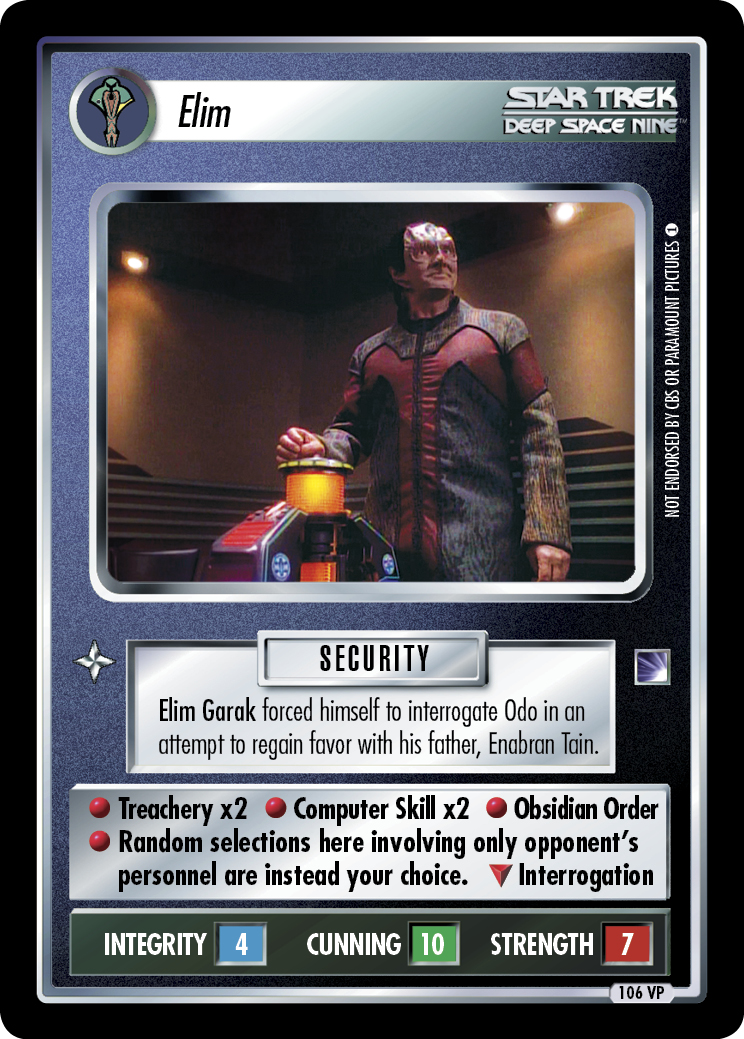 Elim
STAR TREK
DEEP SPACE NINE™
NOT ENDORSED BY CBS OR PARAMOUNT PICTURES 1
SECURITY
Elim Garak forced himself to interrogate Odo in an
attempt to regain favor with his father, Enabran Tain.
Treachery x2 Computer Skill x2 Obsidian Order
Random selections here involving only opponent's
personnel are instead your choice. Interrogation
INTEGRITY 4 CUNNING 10 STRENGTH 7
106 VP